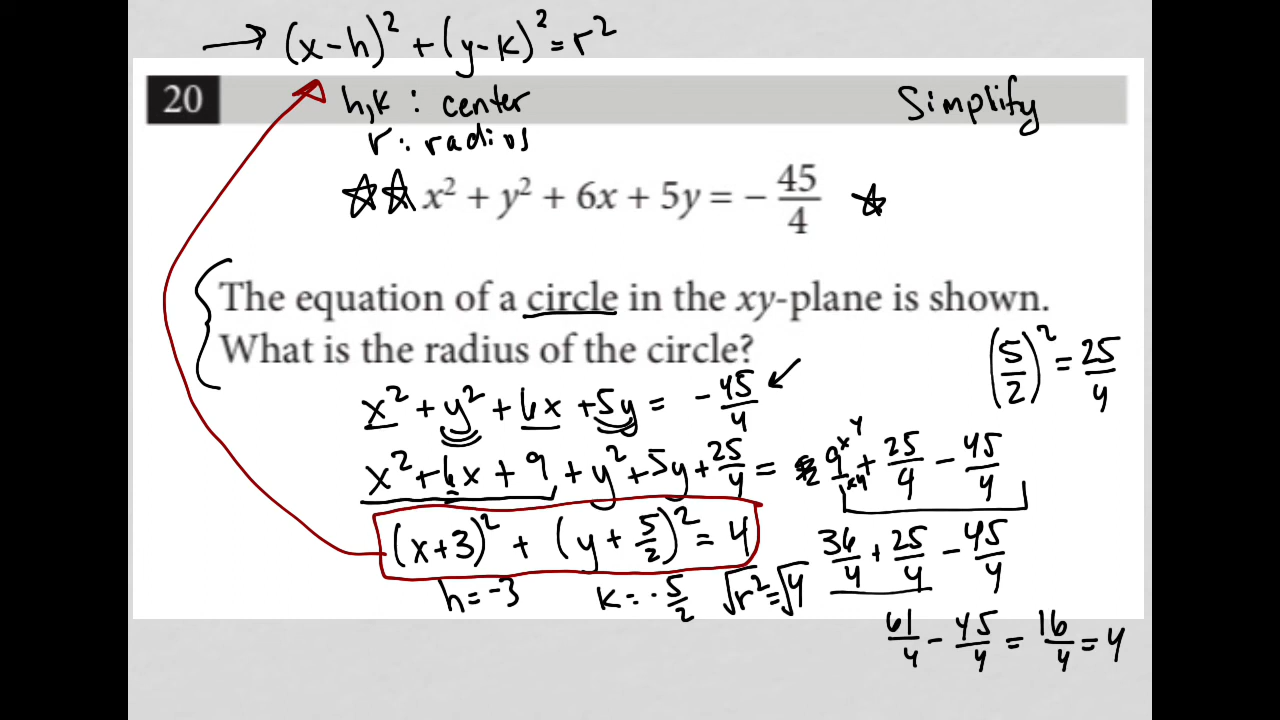 → (x-h)² + (y-k)² = r²
20
h,k : center
Simplify
r : radius
☆☆ x² + y² + 6x + 5y = − 45/4 ☆
The equation of a circle in the xy-plane is shown.
What is the radius of the circle?
(5/2)² = 25/4
x² + y² + 6x + 5y = - 45/4
x² + 6x + 9 + y² + 5y + 25/4 = 9 x4/x4 + 25/4 - 45/4
(x+3)² + (y + 5/2)² = 4
36/4 + 25/4 - 45/4
h = -3
k = - 5/2
√r² = √4
61/4 - 45/4 = 16/4 = 4